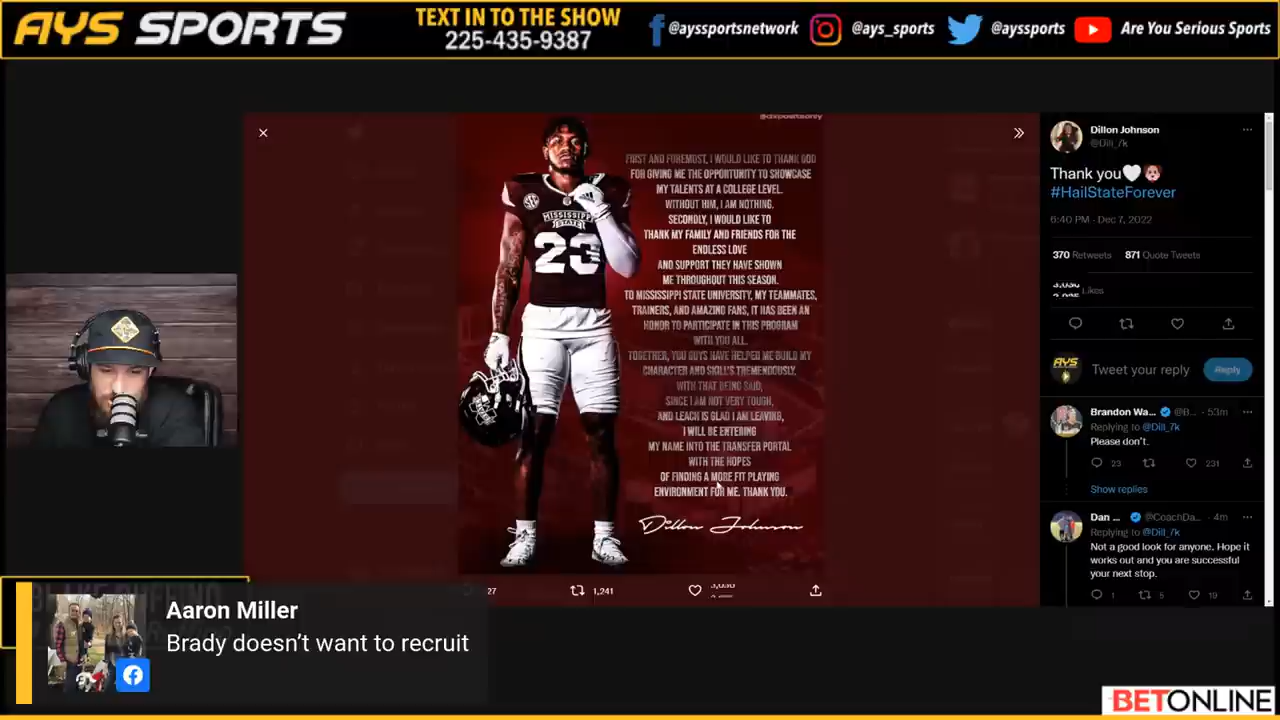 AYS SPORTS
TEXT IN TO THE SHOW
225-435-9387
@ayssportsnetwork
@ays_sports
@ayssports
Are You Serious Sports
FIRST AND FOREMOST, I WOULD LIKE TO THANK GOD
FOR GIVING ME THE OPPORTUNITY TO SHOWCASE
MY TALENTS AT A COLLEGE LEVEL.
WITHOUT HIM, I AM NOTHING.
SECONDLY, I WOULD LIKE TO
THANK MY FAMILY AND FRIENDS FOR THE
ENDLESS LOVE
AND SUPPORT THEY HAVE SHOWN
ME THROUGHOUT THIS SEASON.
TO MISSISSIPPI STATE UNIVERSITY, MY TEAMMATES,
TRAINERS, AND AMAZING FANS, IT HAS BEEN AN
HONOR TO PARTICIPATE IN THIS PROGRAM
WITH YOU ALL.
TOGETHER, YOU GUYS HAVE HELPED ME BUILD MY
CHARACTER AND SKILL'S TREMENDOUSLY.
WITH THAT BEING SAID,
SINCE I AM NOT VERY TOUGH,
AND LEACH IS GLAD I AM LEAVING,
I WILL BE ENTERING
MY NAME INTO THE TRANSFER PORTAL
WITH THE HOPES
OF FINDING A MORE FIT PLAYING
ENVIRONMENT FOR ME. THANK YOU.
Dillon Johnson
SEC
MISSISSIPPI
STATE
23
27
1,241
Dillon Johnson
@Dill_7k
Thank you🤍🐶
#HailStateForever
6:40 PM · Dec 7, 2022
370 Retweets 871 Quote Tweets
Likes
AYS
Tweet your reply
Reply
Brandon Wa... @B... · 53m
Replying to @Dill_7k
Please don't.
23 231
Show replies
Dan ... @CoachDa... · 4m
Replying to @Dill_7k
Not a good look for anyone. Hope it
works out and you are successful
your next stop.
1 5 19
Aaron Miller
Brady doesn't want to recruit
BETONLINE